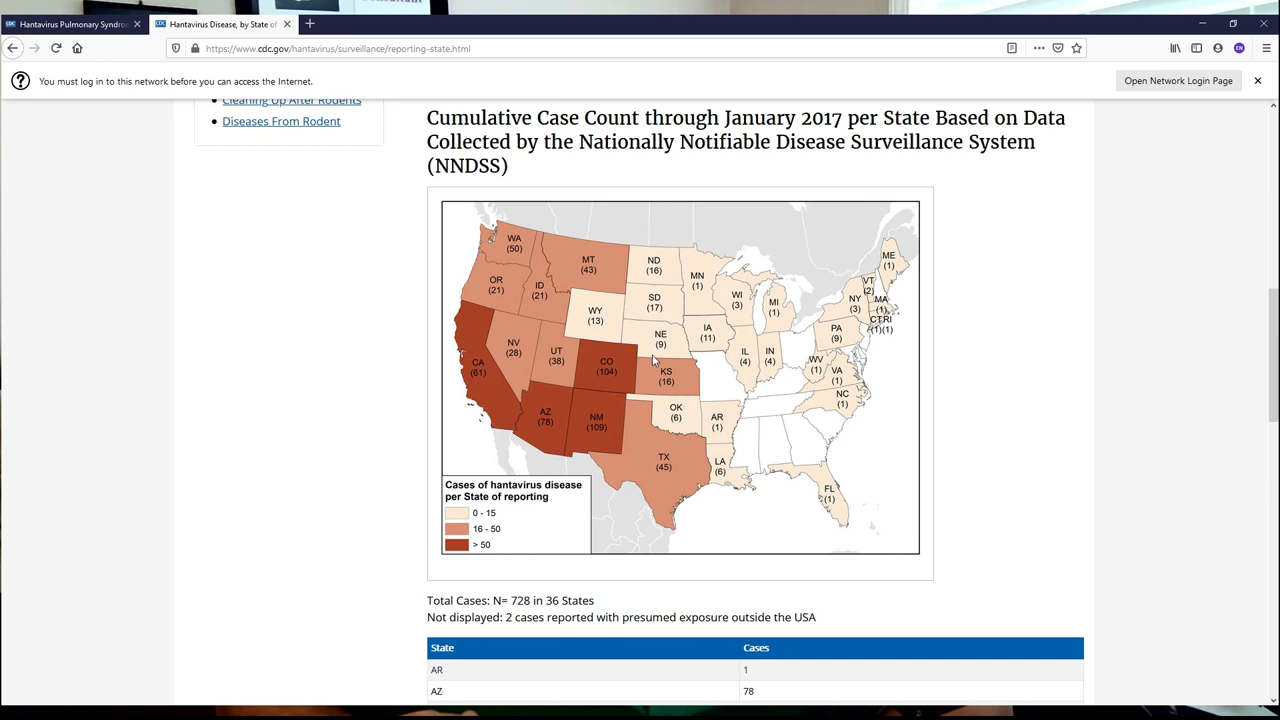 Hantavirus Pulmonary Syndro
Hantavirus Disease, by State of
https://www.cdc.gov/hantavirus/surveillance/reporting-state.html
EN
You must log in to this network before you can access the Internet.
Open Network Login Page
Cleaning Up After Rodents
Diseases From Rodent
Cumulative Case Count through January 2017 per State Based on Data
Collected by the Nationally Notifiable Disease Surveillance System
(NNDSS)
WA
(50)
MT
(43)
ND
(16)
MN
(1)
ME
(1)
OR
(21)
ID
(21)
SD
(17)
WI
(3)
MI
(1)
VT
(2)
NY
(3)
MA
(1)
CT RI
(1)(1)
WY
(13)
NE
(9)
IA
(11)
PA
(9)
NV
(28)
UT
(38)
CO
(104)
KS
(16)
IL
(4)
IN
(4)
WV
(1)
VA
(1)
CA
(61)
NC
(1)
AZ
(78)
NM
(109)
OK
(6)
AR
(1)
TX
(45)
LA
(6)
FL
(1)
Cases of hantavirus disease
per State of reporting
0 - 15
16 - 50
> 50
Total Cases: N= 728 in 36 States
Not displayed: 2 cases reported with presumed exposure outside the USA
State Cases
AR 1
AZ 78